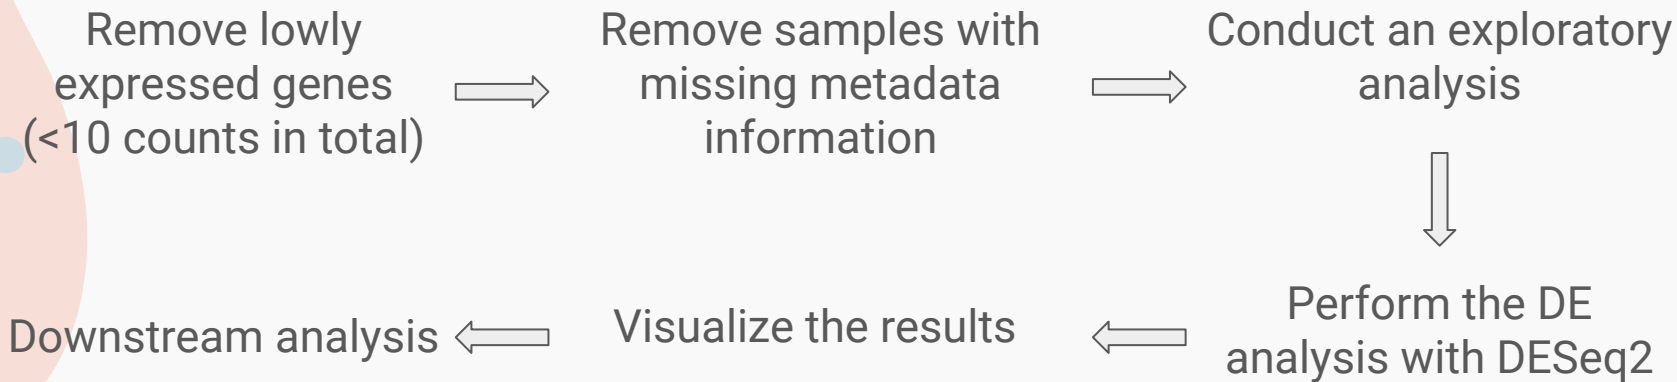 Remove lowly
expressed genes
(<10 counts in total)
Remove samples with
missing metadata
information
Conduct an exploratory
analysis
Perform the DE
analysis with DESeq2
Visualize the results
Downstream analysis